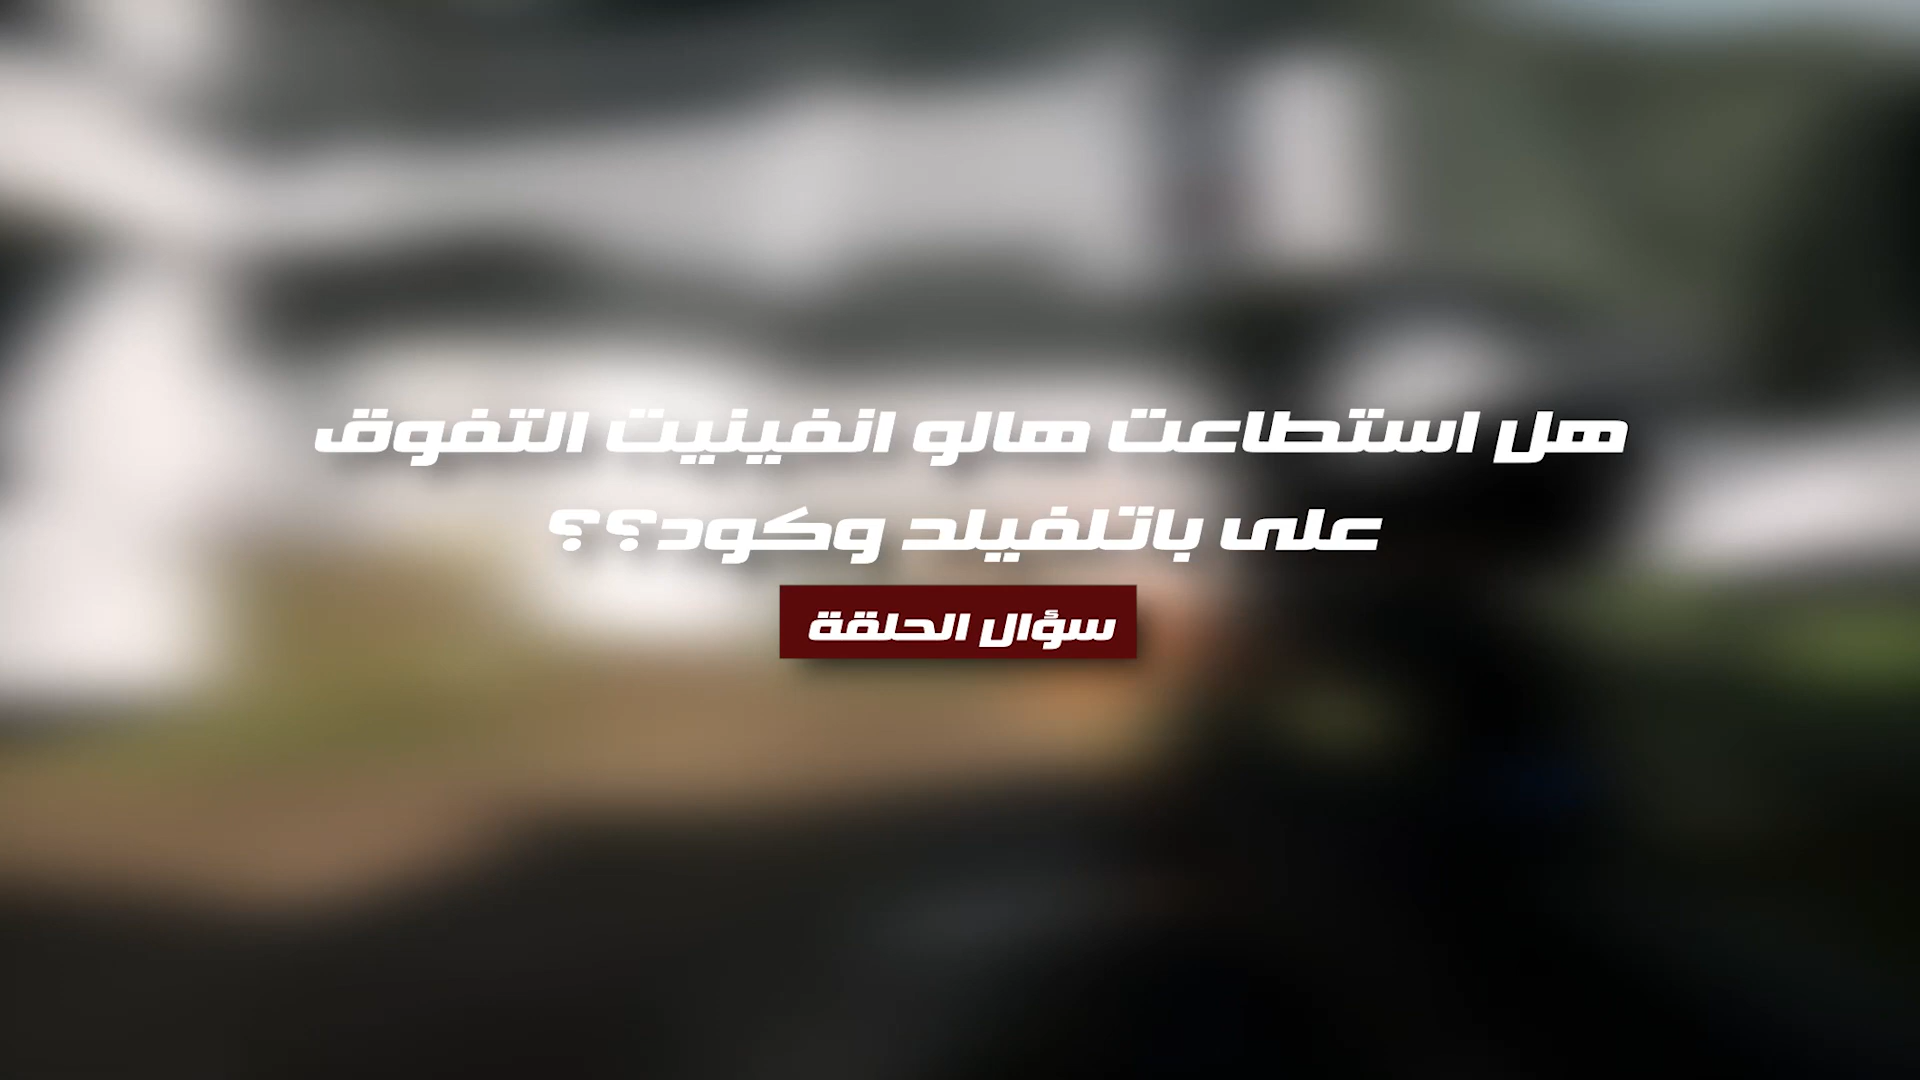 هل استطاعت هالو انفينيت التفوق
على باتلفيلد وكود؟؟
سؤال الحلقة